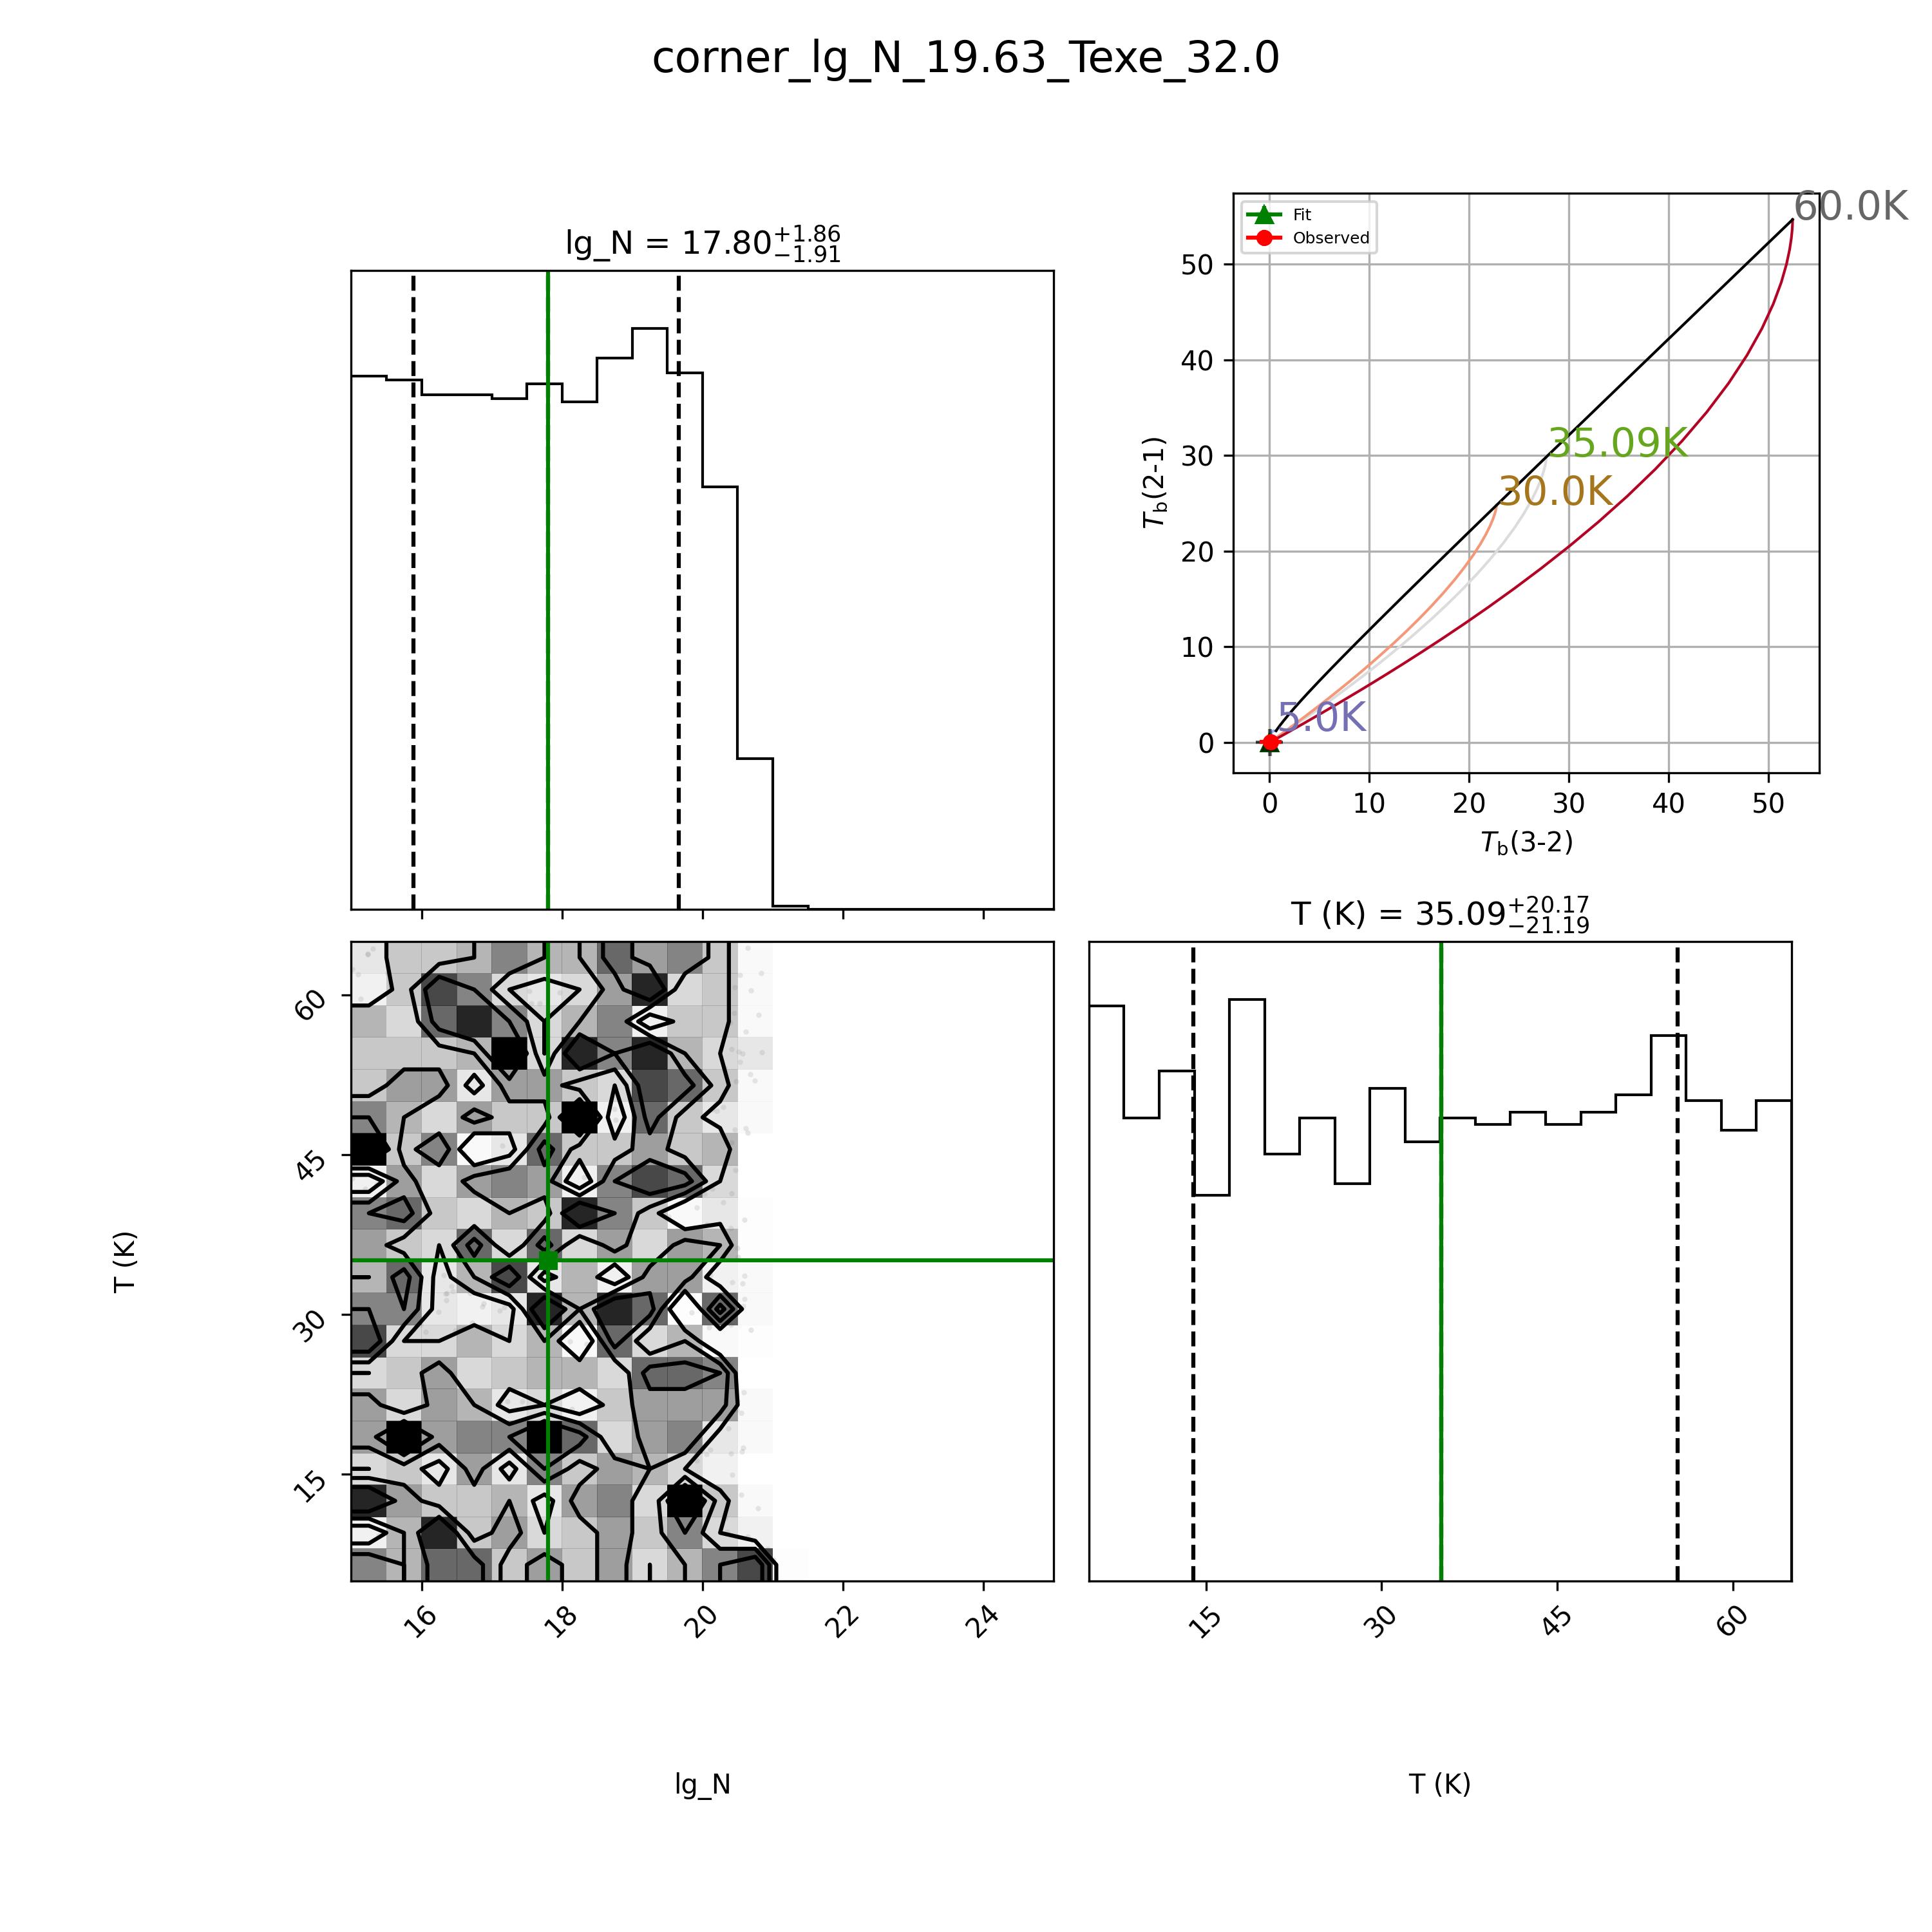 corner_lg_N_19.63_Texe_32.0
lg_N = 17.80+1.86−1.91
60.0K
Fit
Observed
50
40
30
20
10
0
Tb(2-1)
35.09K
30.0K
5.0K
0 10 20 30 40 50
Tb(3-2)
T (K) = 35.09+20.17−21.19
60
45
30
15
T (K)
16 18 20 22 24
lg_N
15 30 45 60
T (K)